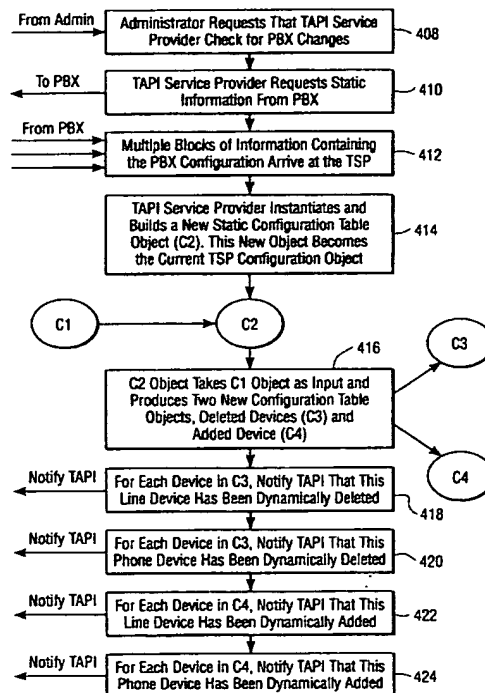 From Admin
Administrator Requests That TAPI Service
Provider Check for PBX Changes
408
To PBX
TAPI Service Provider Requests Static
Information From PBX
410
From PBX
Multiple Blocks of Information Containing
the PBX Configuration Arrive at the TSP
412
TAPI Service Provider Instantiates and
Builds a New Static Configuration Table
Object (C2). This New Object Becomes
the Current TSP Configuration Object
414
C1
C2
C3
416
C2 Object Takes C1 Object as Input and
Produces Two New Configuration Table
Objects, Deleted Devices (C3) and
Added Device (C4)
C4
Notify TAPI
For Each Device in C3, Notify TAPI That This
Line Device Has Been Dynamically Deleted
418
Notify TAPI
For Each Device in C3, Notify TAPI That This
Phone Device Has Been Dynamically Deleted
420
Notify TAPI
For Each Device in C4, Notify TAPI That This
Line Device Has Been Dynamically Added
422
Notify TAPI
For Each Device in C4, Notify TAPI That This
Phone Device Has Been Dynamically Added
424